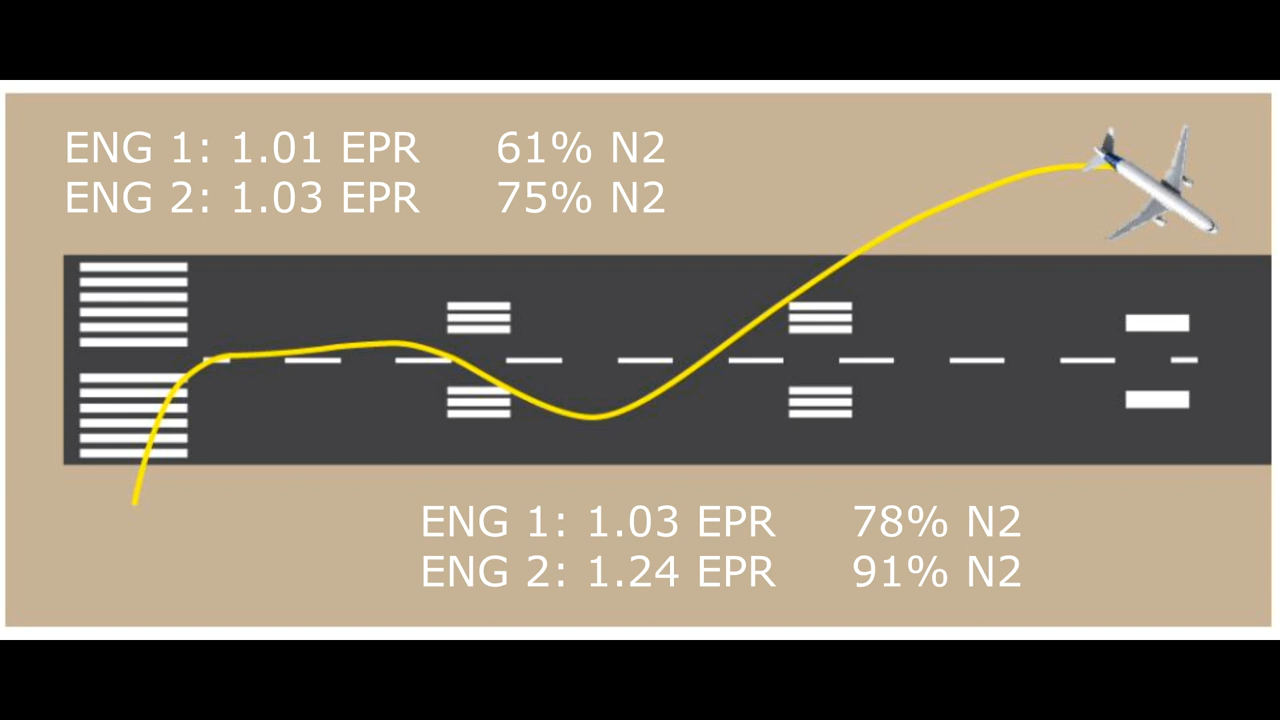 ENG 1: 1.01 EPR 61% N2
ENG 2: 1.03 EPR 75% N2
ENG 1: 1.03 EPR 78% N2
ENG 2: 1.24 EPR 91% N2